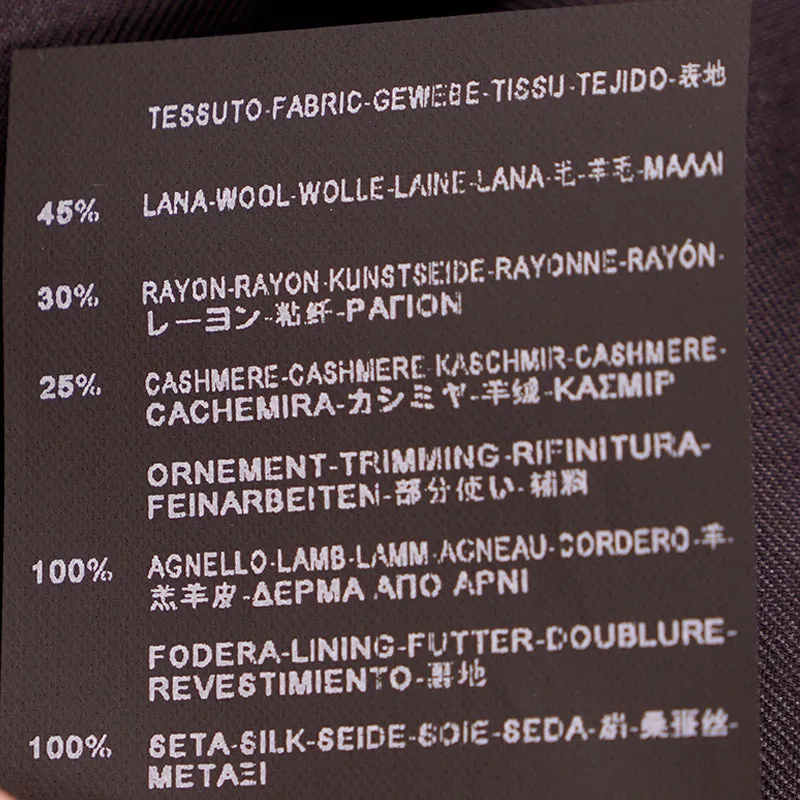 TESSUTO-FABRIC-GEWEBE-TISSU-TEJIDO-表地
45% LANA-WOOL-WOLLE-LAINE-LANA-毛-羊毛-ΜΑΛΛΙ
30% RAYON-RAYON-KUNSTSEIDE-RAYONNE-RAYÓN-
レーヨン-粘纤-ΡΑΓΙΟΝ
25% CASHMERE-CASHMERE-KASCHMIR-CASHMERE-
CACHEMIRA-カシミヤ-羊绒-ΚΑΣΜΙΡ
ORNEMENT-TRIMMING-RIFINITURA-
FEINARBEITEN-部分使い-辅料
100% AGNELLO-LAMB-LAMM-AGNEAU-CORDERO-羊-
羔羊皮-ΔΕΡΜΑ ΑΠΟ ΑΡΝΙ
FODERA-LINING-FUTTER-DOUBLURE-
REVESTIMIENTO-裏地
100% SETA-SILK-SEIDE-SOIE-SEDA-絹-桑蚕丝-
ΜΕΤΑΞΙ